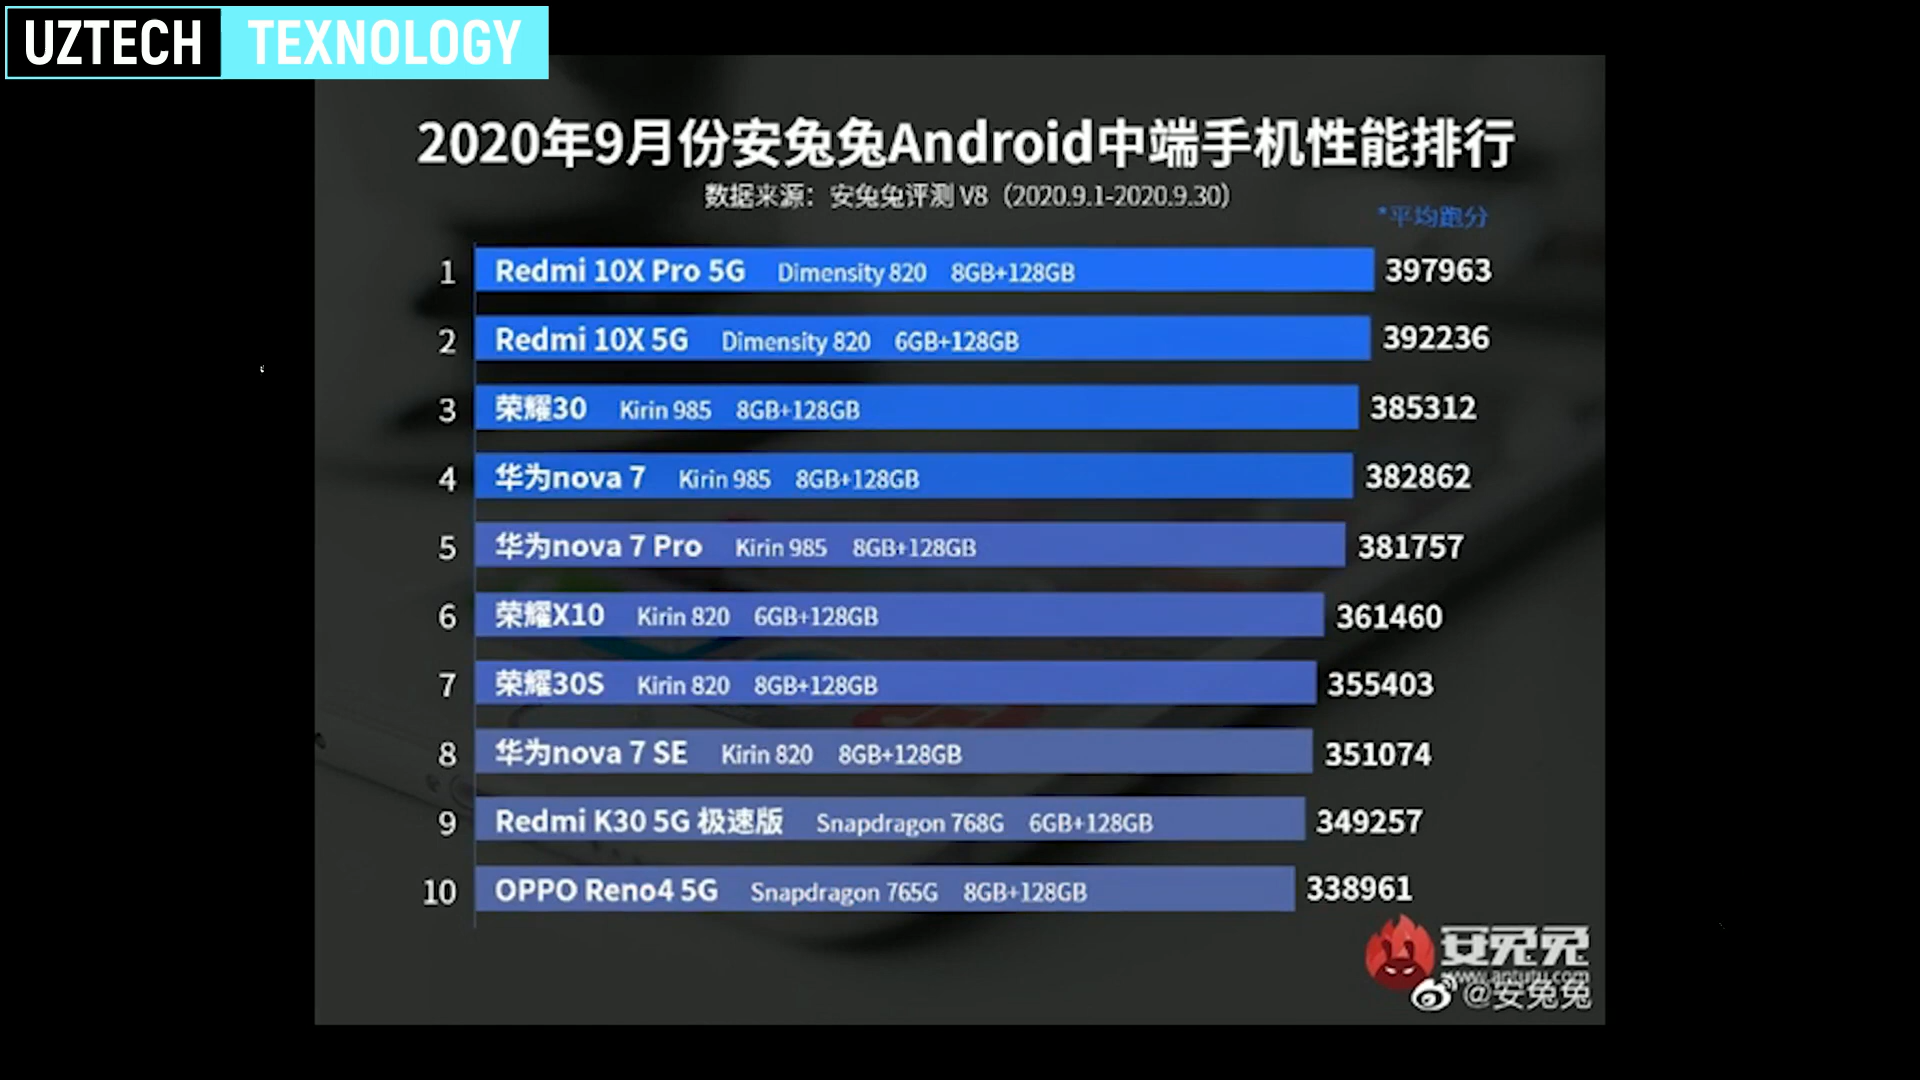 UZTECH TEXNOLOGY
2020年9月份安兔兔Android中端手机性能排行
数据来源：安兔兔评测 V8（2020.9.1-2020.9.30）
*平均跑分
1 Redmi 10X Pro 5G Dimensity 820 8GB+128GB 397963
2 Redmi 10X 5G Dimensity 820 6GB+128GB 392236
3 荣耀30 Kirin 985 8GB+128GB 385312
4 华为nova 7 Kirin 985 8GB+128GB 382862
5 华为nova 7 Pro Kirin 985 8GB+128GB 381757
6 荣耀X10 Kirin 820 6GB+128GB 361460
7 荣耀30S Kirin 820 8GB+128GB 355403
8 华为nova 7 SE Kirin 820 8GB+128GB 351074
9 Redmi K30 5G 极速版 Snapdragon 768G 6GB+128GB 349257
10 OPPO Reno4 5G Snapdragon 765G 8GB+128GB 338961
安兔兔
www.antutu.com
@安兔兔